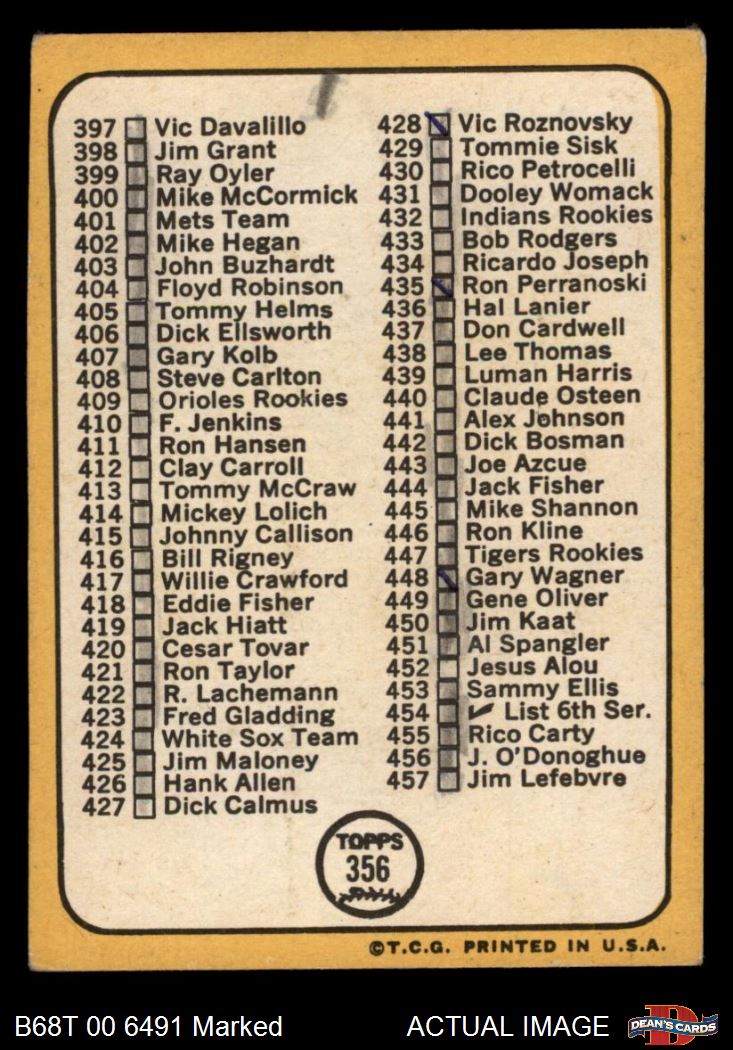 397 Vic Davalillo
398 Jim Grant
399 Ray Oyler
400 Mike McCormick
401 Mets Team
402 Mike Hegan
403 John Buzhardt
404 Floyd Robinson
405 Tommy Helms
406 Dick Ellsworth
407 Gary Kolb
408 Steve Carlton
409 Orioles Rookies
410 F. Jenkins
411 Ron Hansen
412 Clay Carroll
413 Tommy McCraw
414 Mickey Lolich
415 Johnny Callison
416 Bill Rigney
417 Willie Crawford
418 Eddie Fisher
419 Jack Hiatt
420 Cesar Tovar
421 Ron Taylor
422 R. Lachemann
423 Fred Gladding
424 White Sox Team
425 Jim Maloney
426 Hank Allen
427 Dick Calmus
428 Vic Roznovsky
429 Tommie Sisk
430 Rico Petrocelli
431 Dooley Womack
432 Indians Rookies
433 Bob Rodgers
434 Ricardo Joseph
435 Ron Perranoski
436 Hal Lanier
437 Don Cardwell
438 Lee Thomas
439 Luman Harris
440 Claude Osteen
441 Alex Johnson
442 Dick Bosman
443 Joe Azcue
444 Jack Fisher
445 Mike Shannon
446 Ron Kline
447 Tigers Rookies
448 Gary Wagner
449 Gene Oliver
450 Jim Kaat
451 Al Spangler
452 Jesus Alou
453 Sammy Ellis
454 ✔ List 6th Ser.
455 Rico Carty
456 J. O'Donoghue
457 Jim Lefebvre
TOPPS
356
©T.C.G. PRINTED IN U.S.A.
B68T 00 6491 Marked
ACTUAL IMAGE
D
DEAN'S CARDS